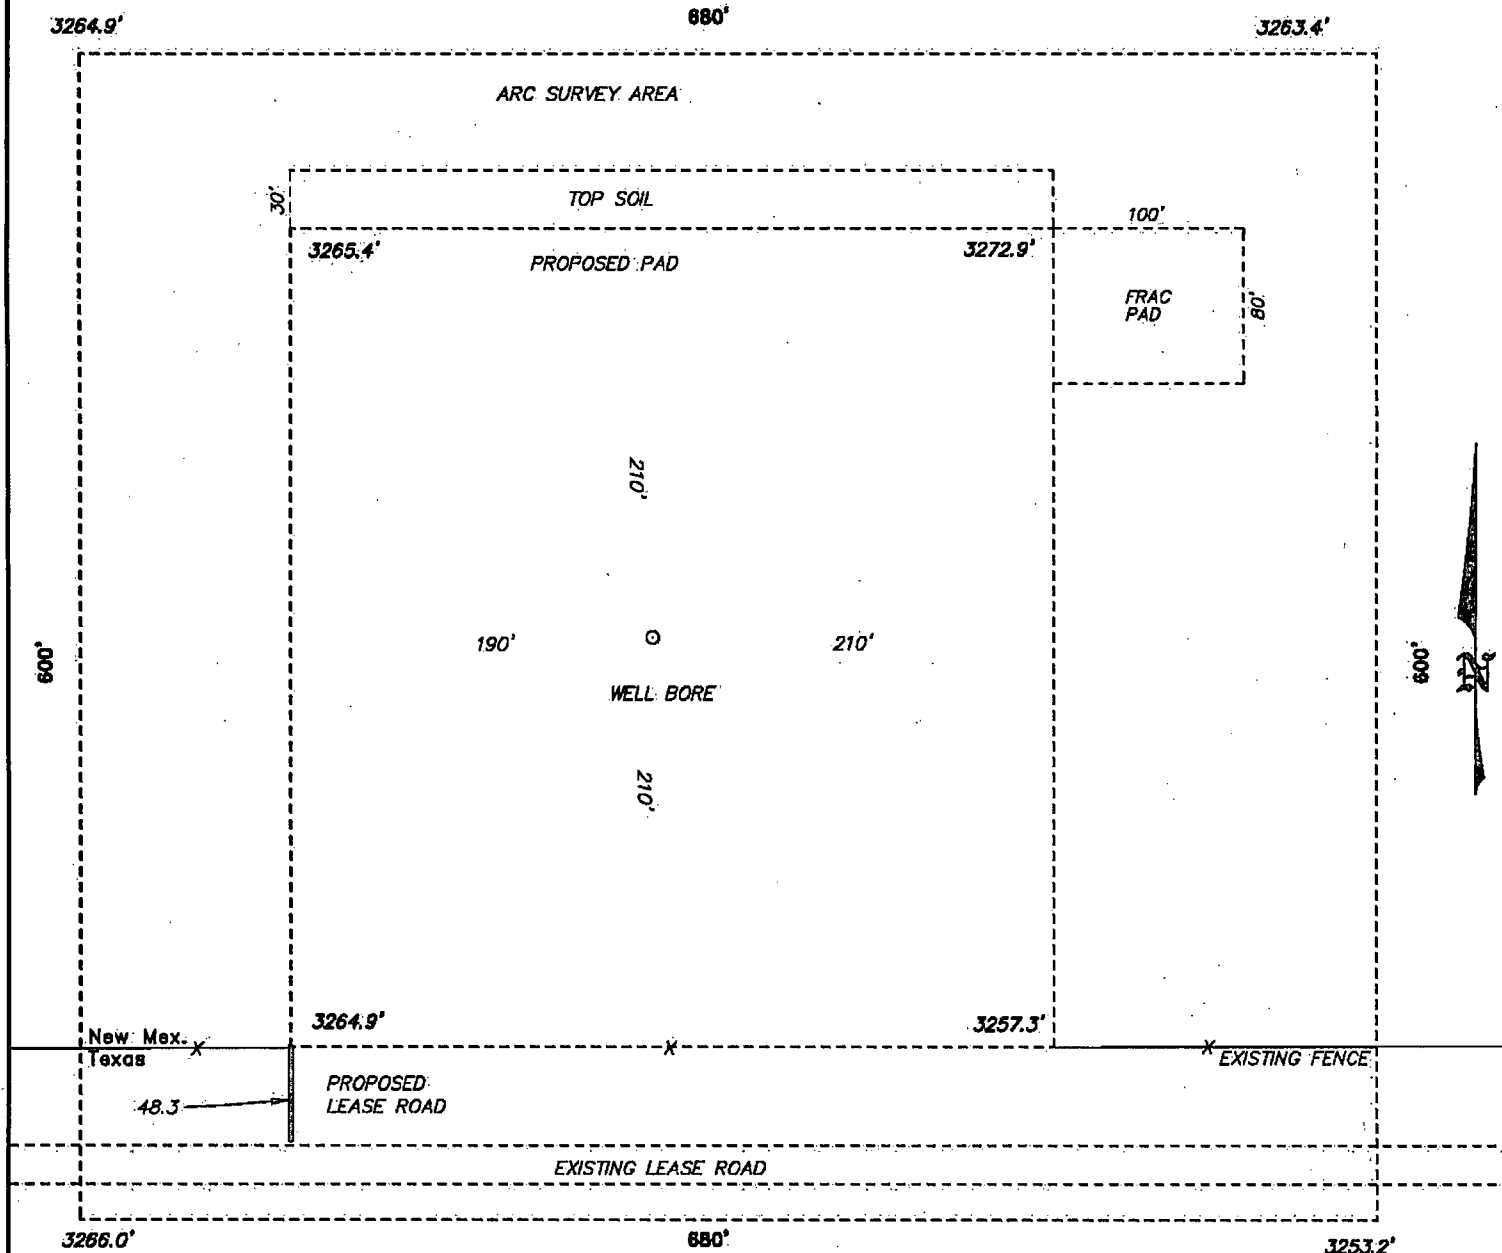 680'
3264.9'
3263.4'
ARC SURVEY AREA
30'
TOP SOIL
100'
3265.4'
PROPOSED PAD
3272.9'
FRAC
PAD
80'
210'
190'
210'
WELL BORE
600'
600'
N
210'
3264.9'
3257.3'
New Mex.
Texas
X
X
X
EXISTING FENCE
PROPOSED
LEASE ROAD
48.3
EXISTING LEASE ROAD
3266.0'
680'
3253.2'